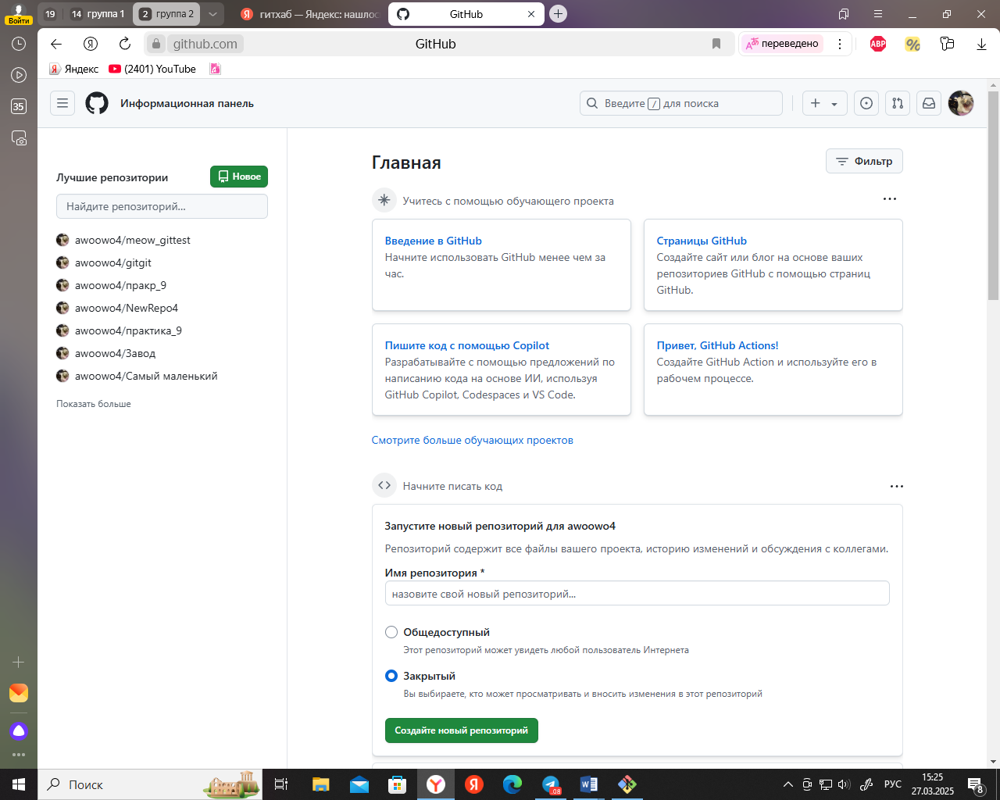 Войти
19
14 группа 1
2 группа 2
гитхаб — Яндекс: нашлос
GitHub
github.com
GitHub
переведено
ABP
Яндекс
(2401) YouTube
35
Информационная панель
Введите / для поиска
Лучшие репозитории
Новое
Найдите репозиторий...
awoowo4/meow_gittest
awoowo4/gitgit
awoowo4/пракр_9
awoowo4/NewRepo4
awoowo4/практика_9
awoowo4/Завод
awoowo4/Самый маленький
Показать больше
Главная
Фильтр
Учитесь с помощью обучающего проекта
Введение в GitHub
Начните использовать GitHub менее чем за
час.
Страницы GitHub
Создайте сайт или блог на основе ваших
репозиториев GitHub с помощью страниц
GitHub.
Пишите код с помощью Copilot
Разрабатывайте с помощью предложений по
написанию кода на основе ИИ, используя
GitHub Copilot, Codespaces и VS Code.
Привет, GitHub Actions!
Создайте GitHub Action и используйте его в
рабочем процессе.
Смотрите больше обучающих проектов
Начните писать код
Запустите новый репозиторий для awoowo4
Репозиторий содержит все файлы вашего проекта, историю изменений и обсуждения с коллегами.
Имя репозитория *
назовите свой новый репозиторий...
Общедоступный
Этот репозиторий может увидеть любой пользователь Интернета
Закрытый
Вы выбираете, кто может просматривать и вносить изменения в этот репозиторий
Создайте новый репозиторий
Поиск
.08
РУС
15:25
27.03.2025
8